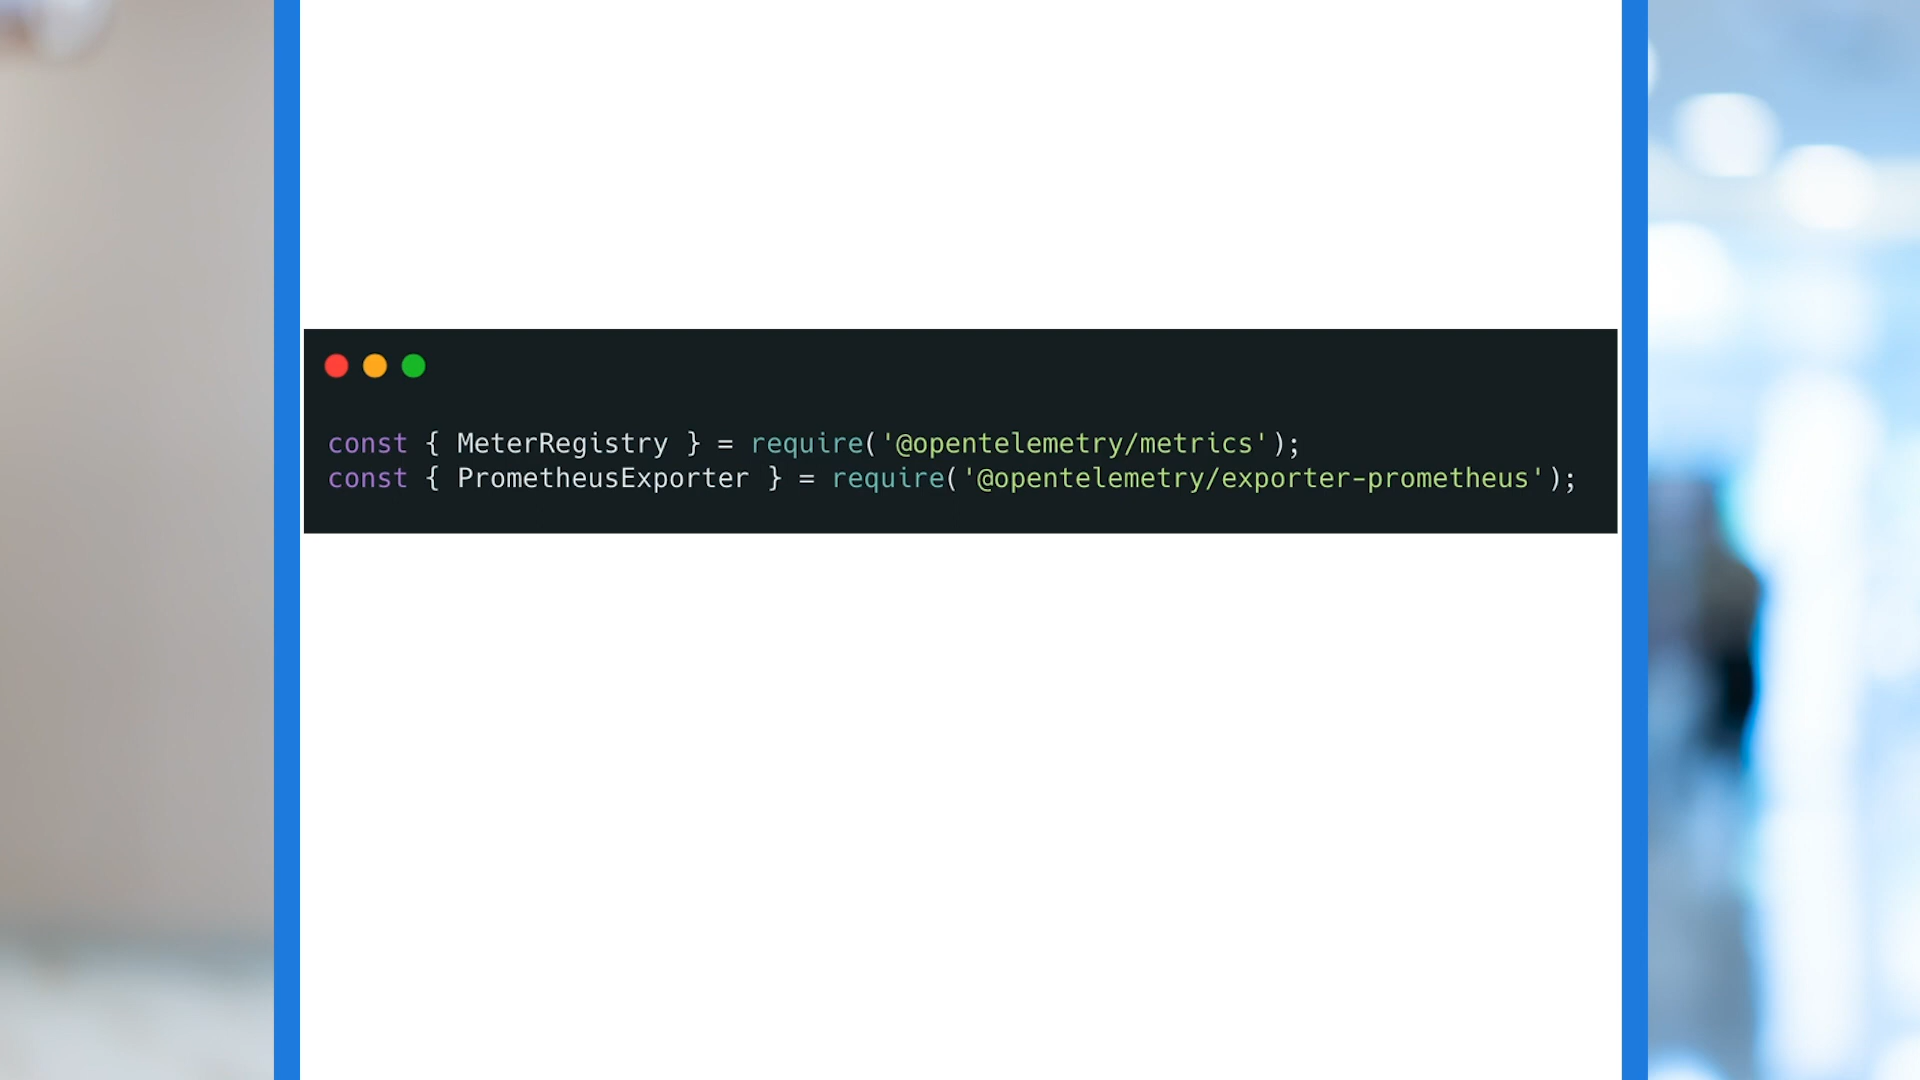 const { MeterRegistry } = require('@opentelemetry/metrics');
const { PrometheusExporter } = require('@opentelemetry/exporter-prometheus');